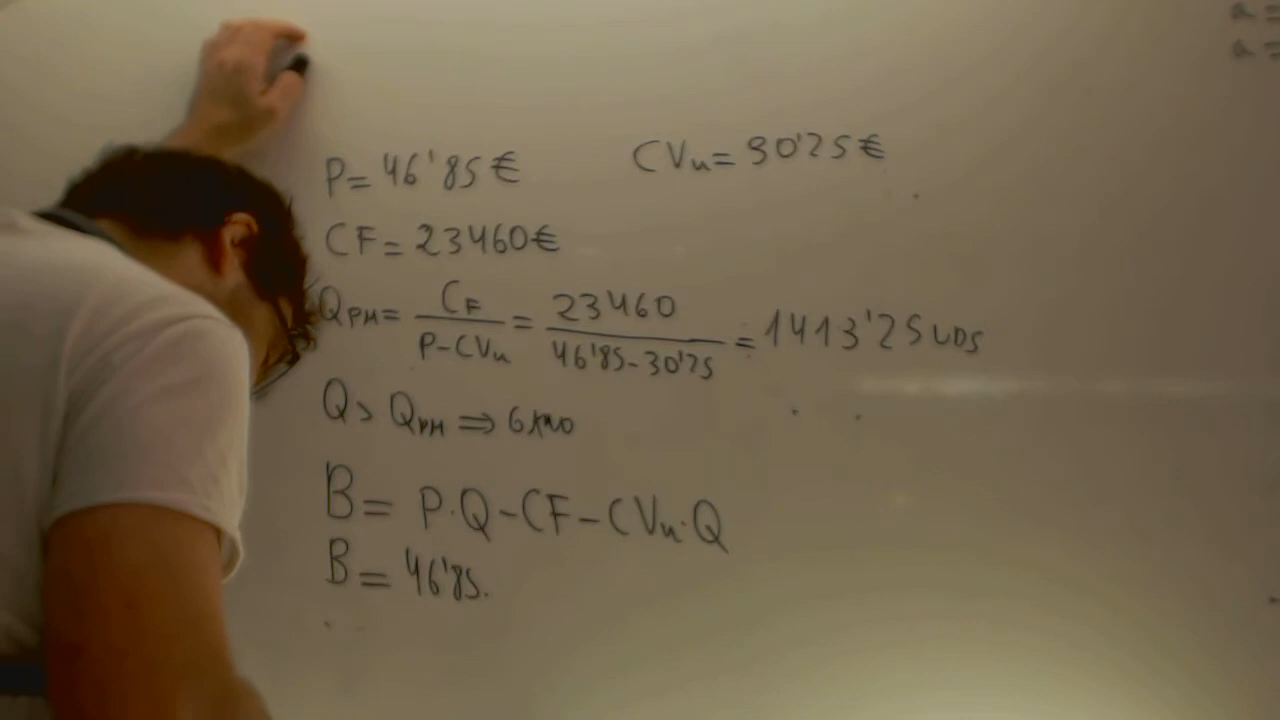 P = 46'85€ CVu = 30'25€
CF = 23460€
QPM = CF / P-CVu = 23460 / 46'85-30'25 = 1413'25 UDS
Q > QPM ⇒ GANO
B = P·Q-CF-CVu·Q
B = 46'85·
a =
a =